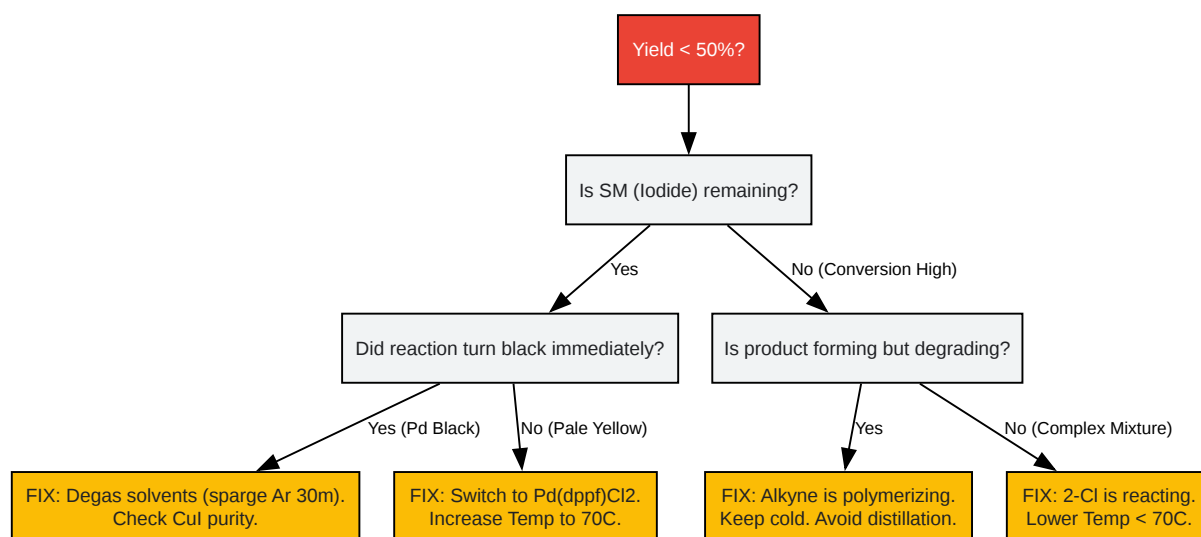 Yield < 50%?
Is SM (Iodide) remaining?
Yes
No (Conversion High)
Did reaction turn black immediately?
Is product forming but degrading?
Yes (Pd Black)
No (Pale Yellow)
Yes
No (Complex Mixture)
FIX: Degas solvents (sparge Ar 30m).
Check CuI purity.
FIX: Switch to Pd(dppf)Cl2.
Increase Temp to 70C.
FIX: Alkyne is polymerizing.
Keep cold. Avoid distillation.
FIX: 2-Cl is reacting.
Lower Temp < 70C.